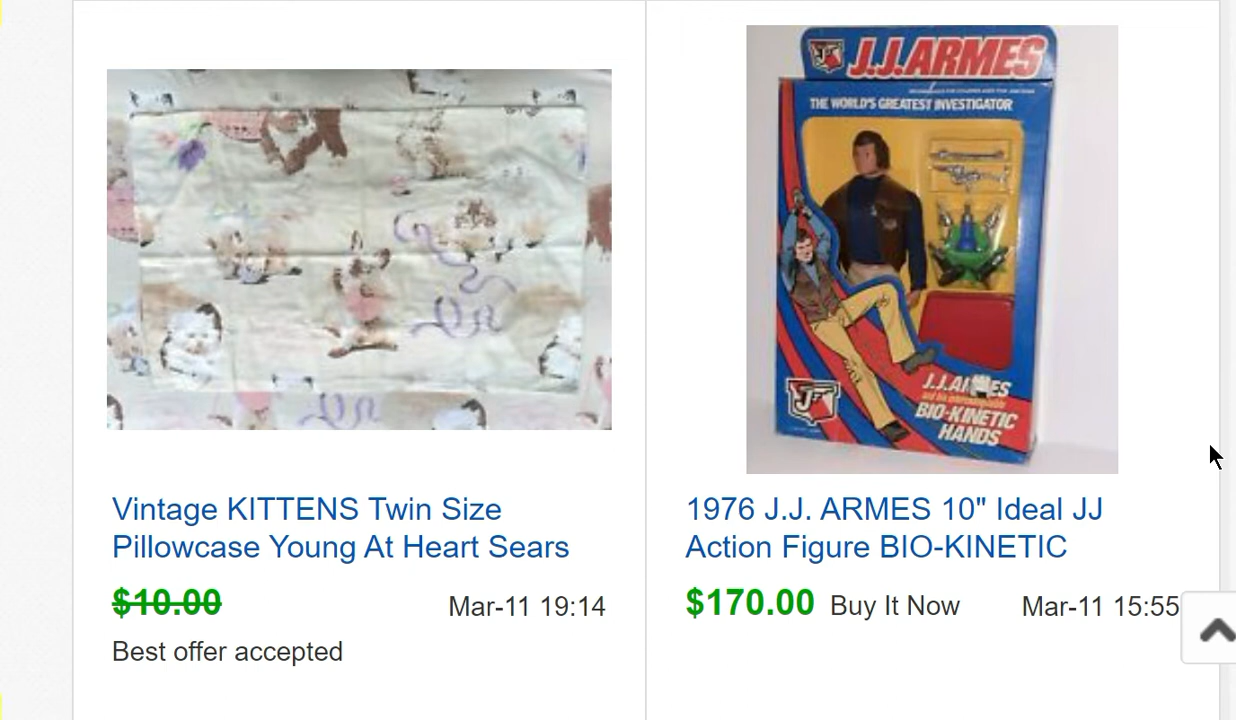 Vintage KITTENS Twin Size
Pillowcase Young At Heart Sears
$10.00
Mar-11 19:14
Best offer accepted
J.J. ARMES
THE WORLD'S GREATEST INVESTIGATOR
BIO-KINETIC
HANDS
1976 J.J. ARMES 10" Ideal JJ
Action Figure BIO-KINETIC
$170.00 Buy It Now Mar-11 15:55